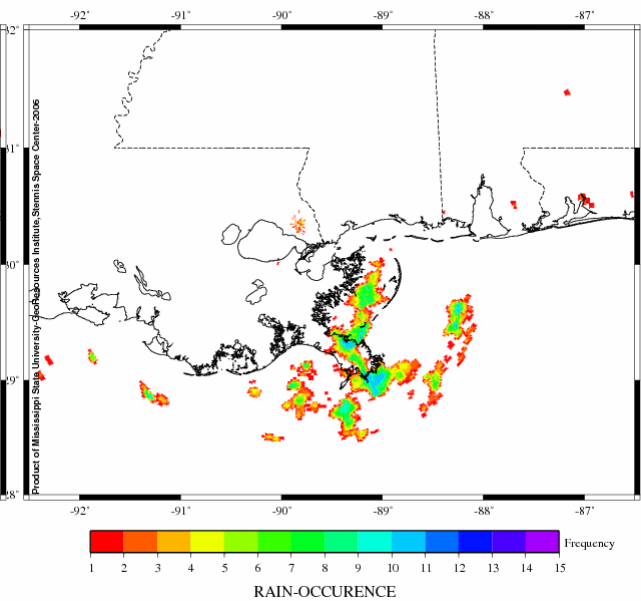 -92° -91° -90° -89° -88° -87°
32°
31°
30°
29°
28°
Product of Mississippi State University-GeoResources Institute,Stennis Space Center-2006
-92° -91° -90° -89° -88° -87°
1 2 3 4 5 6 7 8 9 10 11 12 13 14 15
Frequency
RAIN-OCCURENCE